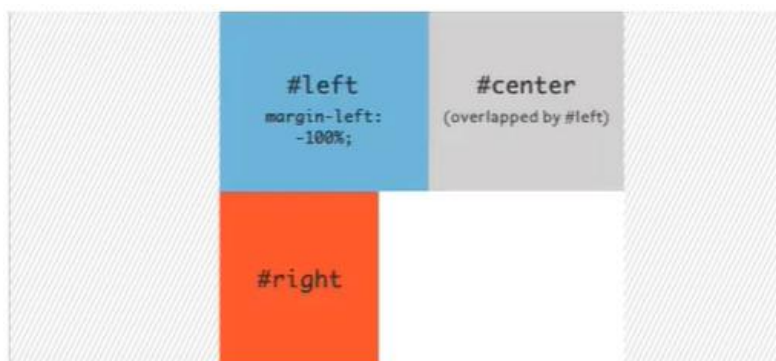 #left
margin-left:
-100%;
#center
(overlapped by #left)
#right